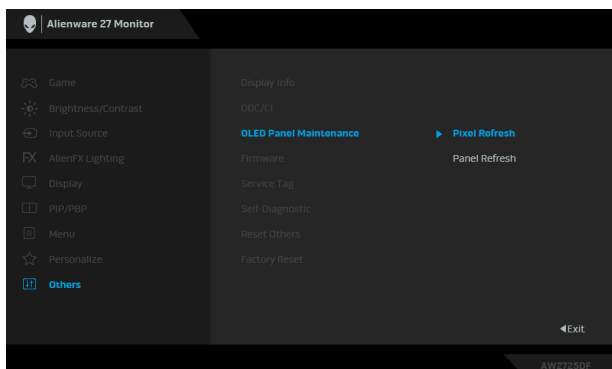 Alienware 27 Monitor
Game
Brightness/Contrast
Input Source
AlienFX Lighting
Display
PIP/PBP
Menu
Personalize
Others
Display Info
DDC/CI
OLED Panel Maintenance
Firmware
Service Tag
Self-Diagnostic
Reset Others
Factory Reset
Pixel Refresh
Panel Refresh
Exit
AW2725DF